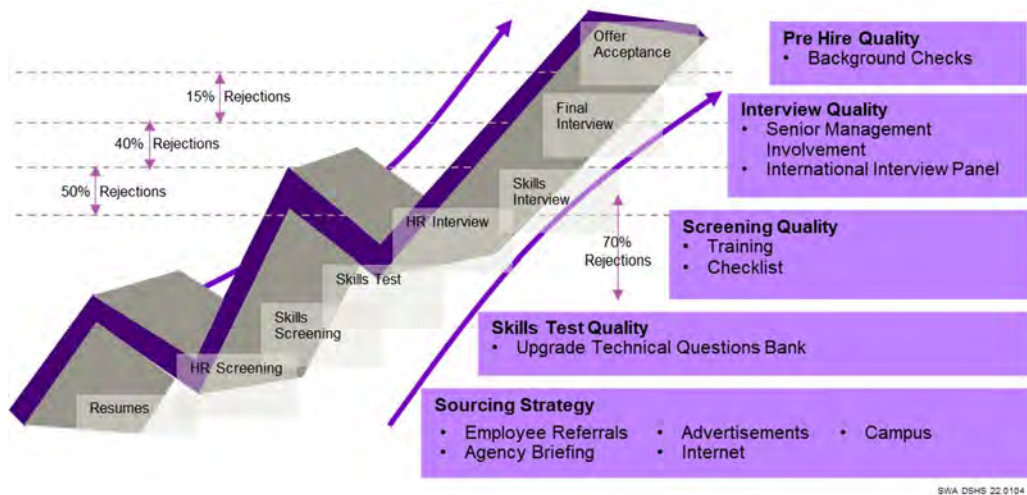 Offer
Acceptance
Final
Interview
Skills
Interview
HR Interview
Skills Test
Skills
Screening
HR Screening
Resumes
15% Rejections
40% Rejections
50% Rejections
70%
Rejections
Pre Hire Quality
• Background Checks
Interview Quality
• Senior Management
Involvement
• International Interview Panel
Screening Quality
• Training
• Checklist
Skills Test Quality
• Upgrade Technical Questions Bank
Sourcing Strategy
• Employee Referrals • Advertisements • Campus
• Agency Briefing • Internet
SWA DSHS 22 0104